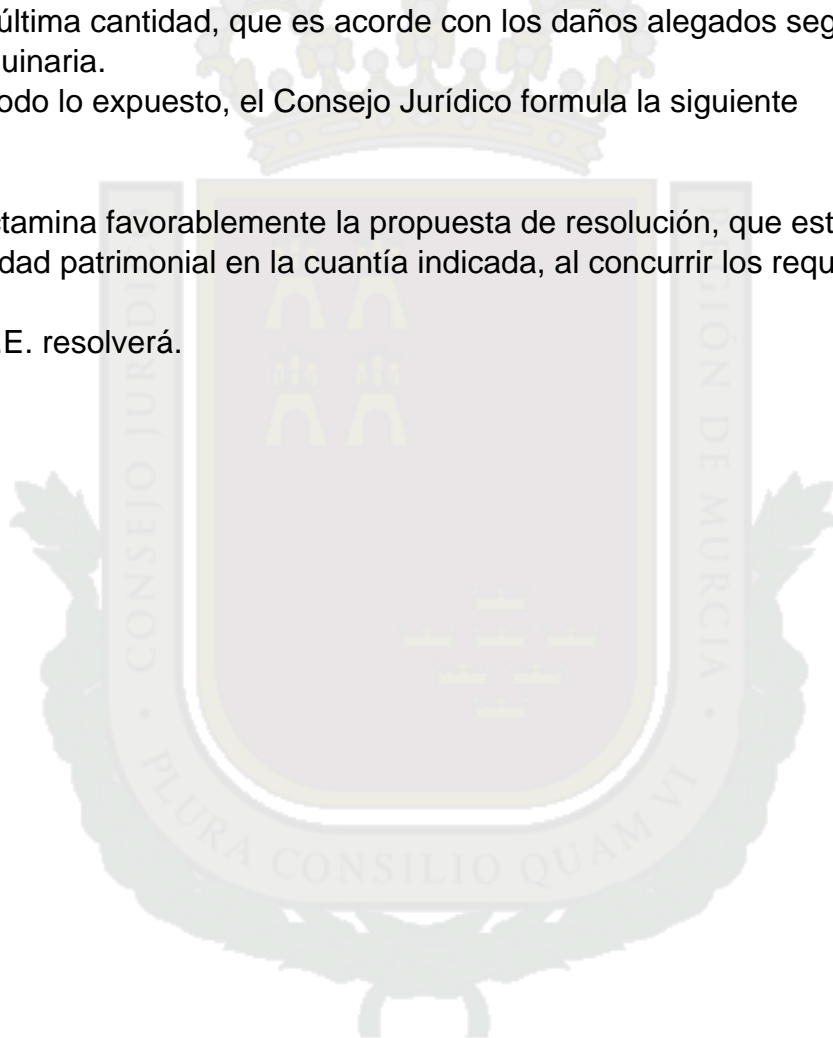 última cantidad, que es acorde con los daños alegados seg
uinaria.
odo lo expuesto, el Consejo Jurídico formula la siguiente
ctamina favorablemente la propuesta de resolución, que est
dad patrimonial en la cuantía indicada, al concurrir los requ
.E. resolverá.
CONSEJO JURÍDICO
REGIÓN DE MURCIA
PLURA CONSILIO QUAM VI